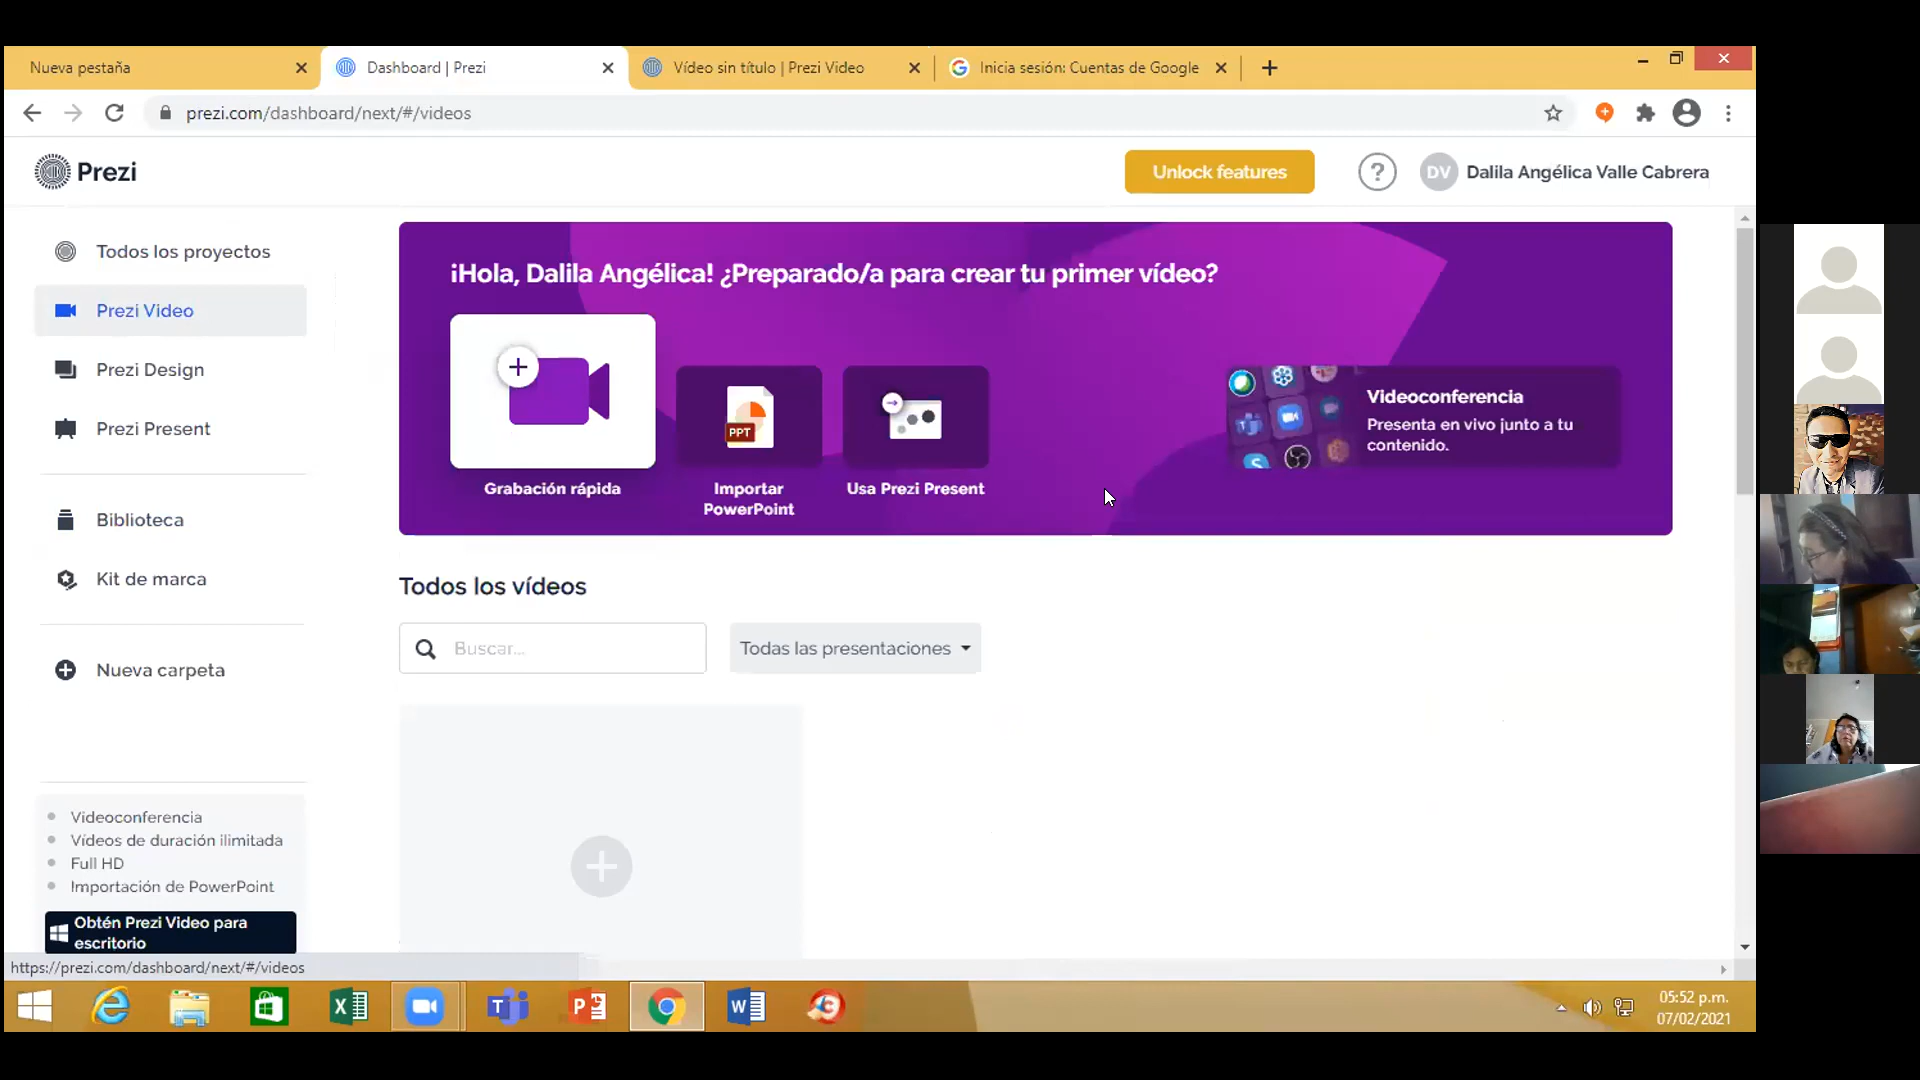 Nueva pestaña
Dashboard | Prezi
Vídeo sin título | Prezi Video
Inicia sesión: Cuentas de Google
prezi.com/dashboard/next/#/videos
Prezi
Unlock features
?
DV
Dalila Angélica Valle Cabrera
Todos los proyectos
Prezi Video
Prezi Design
Prezi Present
Biblioteca
Kit de marca
Nueva carpeta
Videoconferencia
Vídeos de duración ilimitada
Full HD
Importación de PowerPoint
Obtén Prezi Video para
escritorio
https://prezi.com/dashboard/next/#/videos
¡Hola, Dalila Angélica! ¿Preparado/a para crear tu primer vídeo?
PPT
Grabación rápida
Importar
PowerPoint
Usa Prezi Present
Videoconferencia
Presenta en vivo junto a tu
contenido.
Todos los vídeos
Buscar...
Todas las presentaciones
05:52 p.m.
07/02/2021